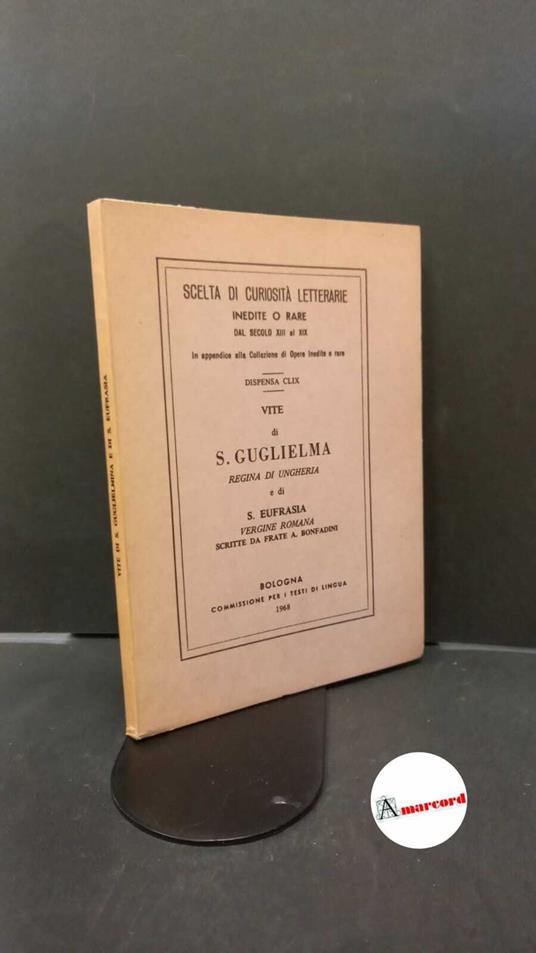 SCELTA DI CURIOSITÀ LETTERARIE
INEDITE O RARE
DAL SECOLO XIII al XIX
In appendice alla Collezione di Opere Inedite e rare
DISPENSA CLIX
VITE
di
S. GUGLIELMA
REGINA DI UNGHERIA
e di
S. EUFRASIA
VERGINE ROMANA
SCRITTE DA FRATE A. BONFADINI
BOLOGNA
COMMISSIONE PER I TESTI DI LINGUA
1968
VITE DI S. GUGLIELMINA E DI S. EUFRASIA
Amarcord